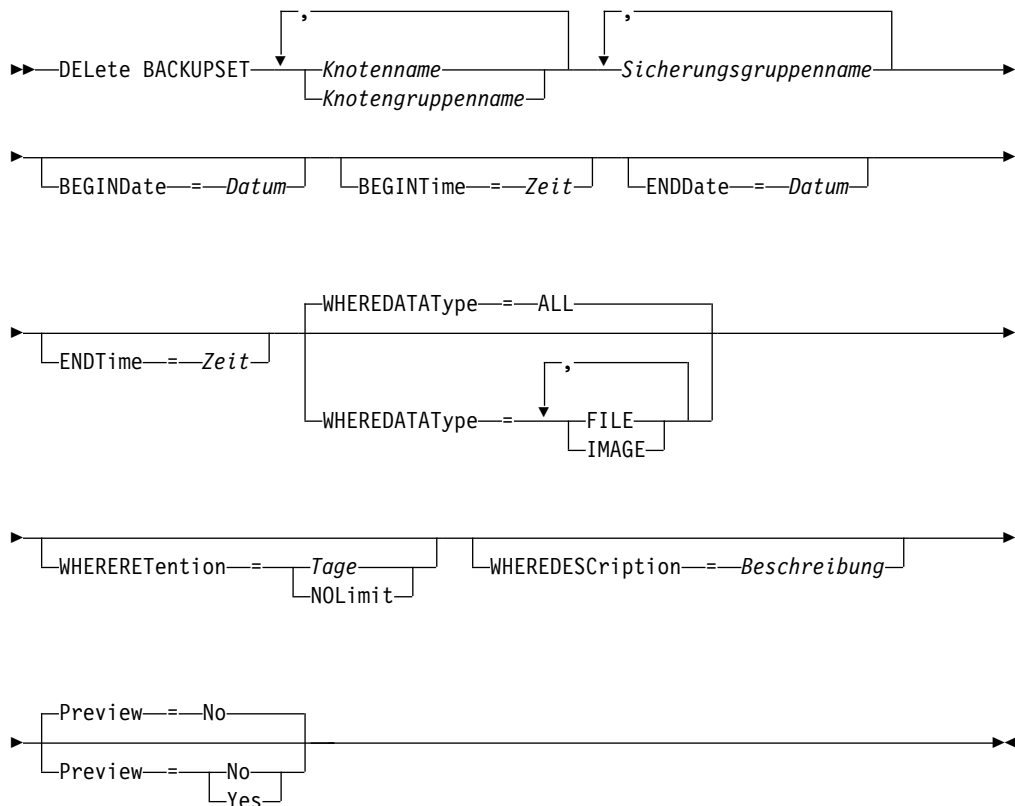 , ,
DELete BACKUPSET Knotenname Sicherungsgruppenname
Knotengruppenname
BEGINDate = Datum BEGINTime = Zeit ENDDate = Datum
WHEREDATAType = ALL
ENDTime = Zeit
,
WHEREDATAType = FILE
IMAGE
WHERERETention = Tage WHEREDESCription = Beschreibung
NOLimit
Preview = No
Preview = No
Yes